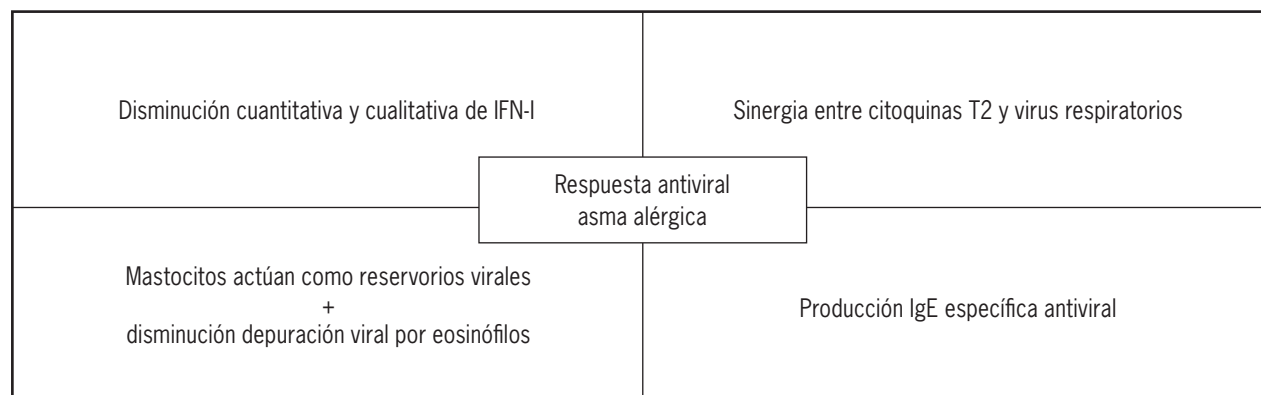 Disminución cuantitativa y cualitativa de IFN-I
Sinergia entre citoquinas T2 y virus respiratorios
Respuesta antiviral
asma alérgica
Mastocitos actúan como reservorios virales
+
disminución depuración viral por eosinófilos
Producción IgE específica antiviral